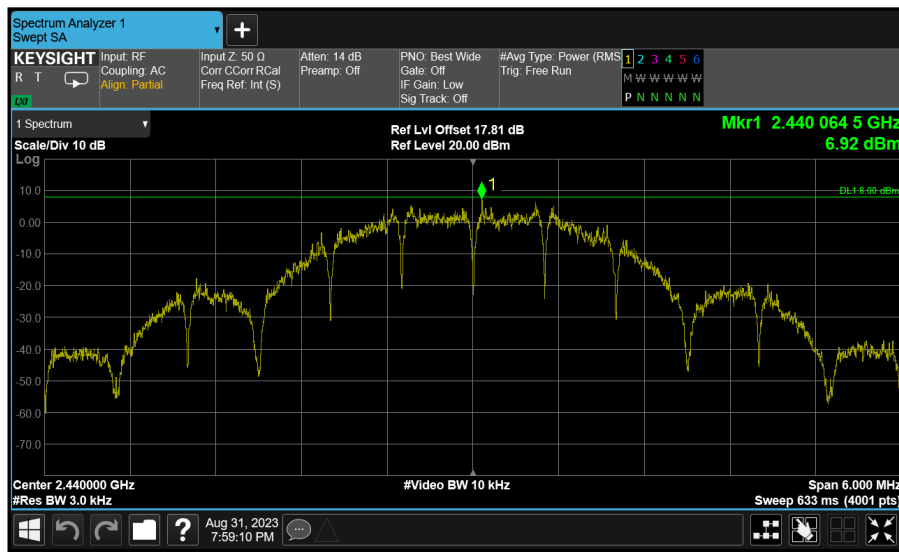 Spectrum Analyzer 1
Swept SA
+
KEYSIGHT
R T
LXI
Input: RF
Coupling: AC
Align: Partial
Input Z: 50 Ω
Corr CCorr RCal
Freq Ref: Int (S)
Atten: 14 dB
Preamp: Off
PNO: Best Wide
Gate: Off
IF Gain: Low
Sig Track: Off
#Avg Type: Power (RMS
Trig: Free Run
1 2 3 4 5 6
M W W W W W
P N N N N N
1 Spectrum
Scale/Div 10 dB
Log
Ref Lvl Offset 17.81 dB
Ref Level 20.00 dBm
Mkr1 2.440 064 5 GHz
6.92 dBm
1
DL1 8.00 dBm
10.0
0.00
-10.0
-20.0
-30.0
-40.0
-50.0
-60.0
-70.0
Center 2.440000 GHz
#Res BW 3.0 kHz
#Video BW 10 kHz
Span 6.000 MHz
Sweep 633 ms (4001 pts)
?
Aug 31, 2023
7:59:10 PM